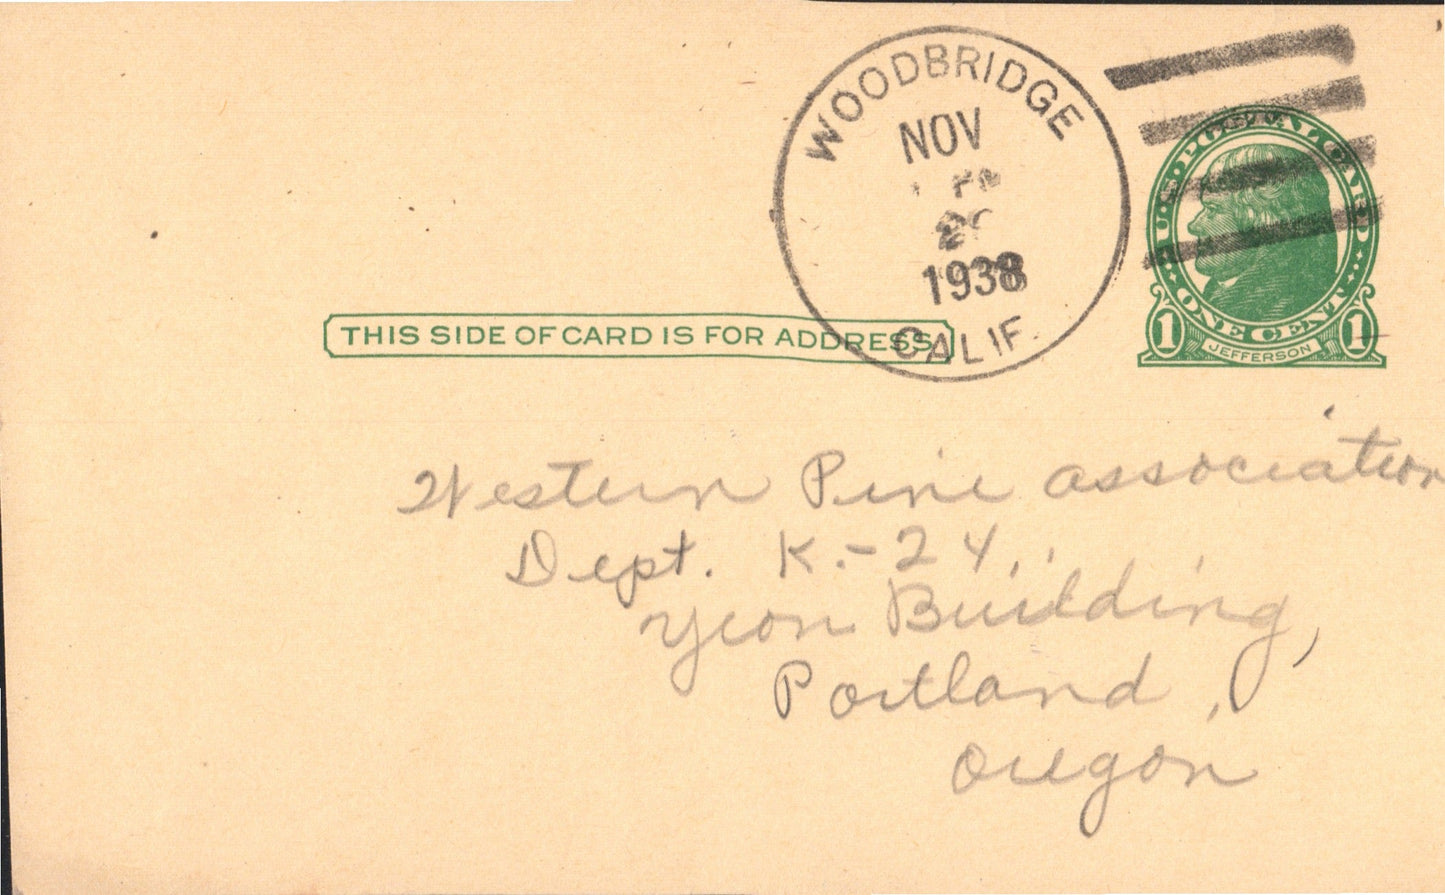 WOODBRIDGE
NOV
1938
CALIF.
U·S·POSTAL CARD
ONE CENT
1 JEFFERSON 1
THIS SIDE OF CARD IS FOR ADDRESS
Western Pine association
Dept. K.-24,
Yeon Building,
Portland,
Oregon